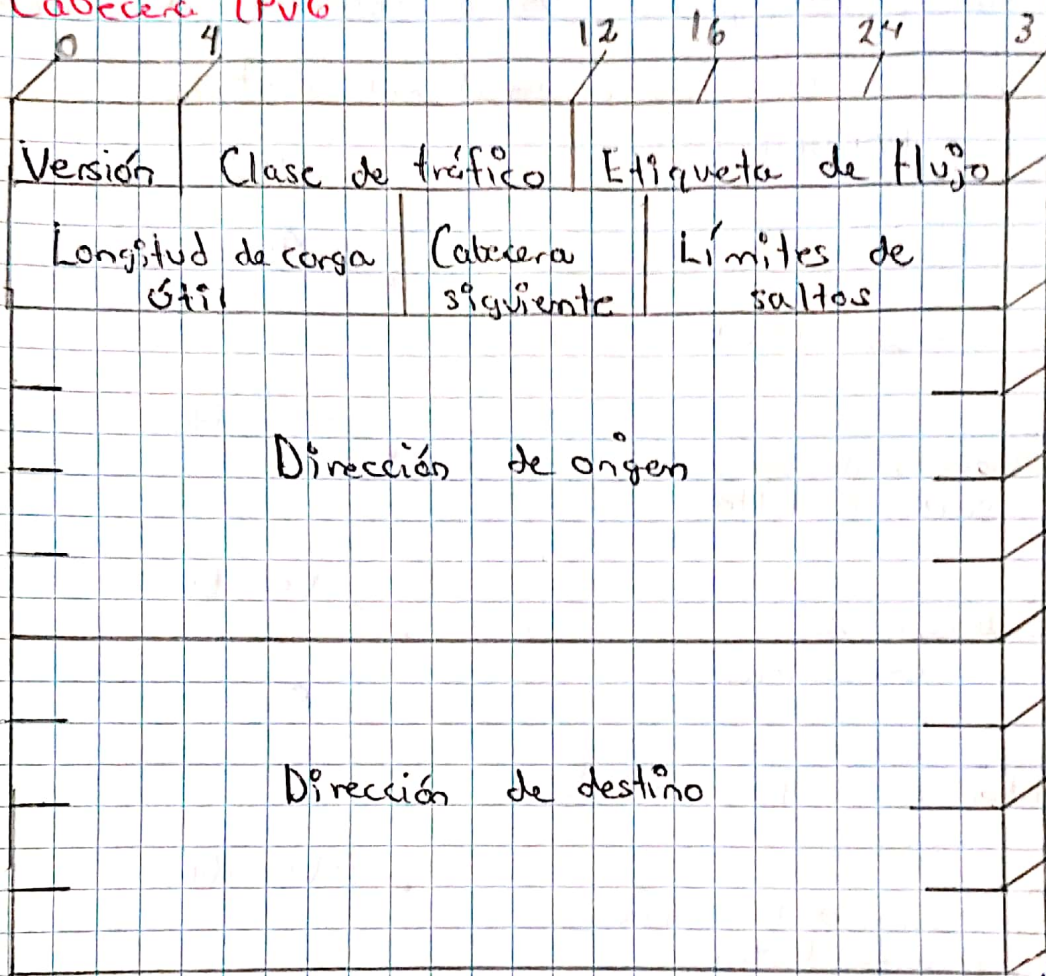 Cabecera IPv6
0 4 12 16 24 3
Versión Clase de tráfico Etiqueta de flujo
Longitud de carga Cabecera Límites de
útil siguiente saltos
Dirección de origen
Dirección de destino